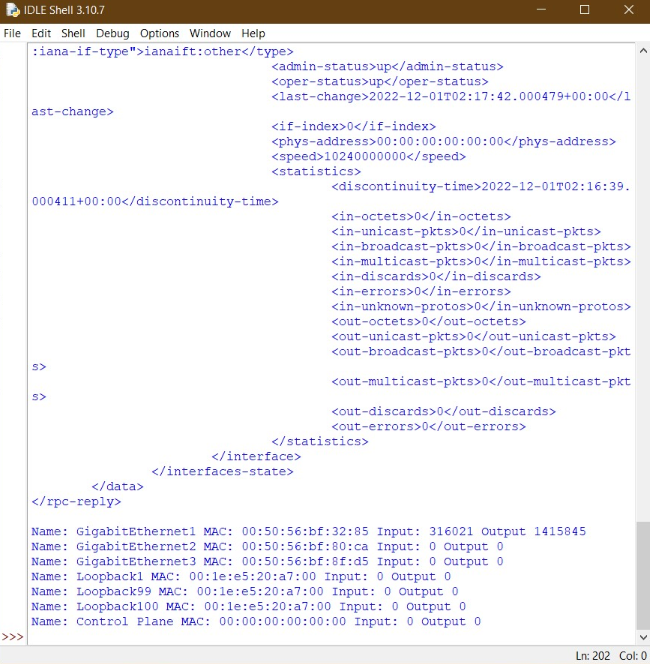 IDLE Shell 3.10.7
File Edit Shell Debug Options Window Help
:iana-if-type">ianaift:other</type>
<admin-status>up</admin-status>
<oper-status>up</oper-status>
<last-change>2022-12-01T02:17:42.000479+00:00</l
ast-change>
<if-index>0</if-index>
<phys-address>00:00:00:00:00:00</phys-address>
<speed>10240000000</speed>
<statistics>
<discontinuity-time>2022-12-01T02:16:39.
000411+00:00</discontinuity-time>
<in-octets>0</in-octets>
<in-unicast-pkts>0</in-unicast-pkts>
<in-broadcast-pkts>0</in-broadcast-pkts>
<in-multicast-pkts>0</in-multicast-pkts>
<in-discards>0</in-discards>
<in-errors>0</in-errors>
<in-unknown-protos>0</in-unknown-protos>
<out-octets>0</out-octets>
<out-unicast-pkts>0</out-unicast-pkts>
<out-broadcast-pkts>0</out-broadcast-pkt
s>
<out-multicast-pkts>0</out-multicast-pkt
s>
<out-discards>0</out-discards>
<out-errors>0</out-errors>
</statistics>
</interface>
</interfaces-state>
</data>
</rpc-reply>
Name: GigabitEthernet1 MAC: 00:50:56:bf:32:85 Input: 316021 Output 1415845
Name: GigabitEthernet2 MAC: 00:50:56:bf:80:ca Input: 0 Output 0
Name: GigabitEthernet3 MAC: 00:50:56:bf:8f:d5 Input: 0 Output 0
Name: Loopback1 MAC: 00:1e:e5:20:a7:00 Input: 0 Output 0
Name: Loopback99 MAC: 00:1e:e5:20:a7:00 Input: 0 Output 0
Name: Loopback100 MAC: 00:1e:e5:20:a7:00 Input: 0 Output 0
Name: Control Plane MAC: 00:00:00:00:00:00 Input: 0 Output 0
>>>
Ln: 202 Col: 0